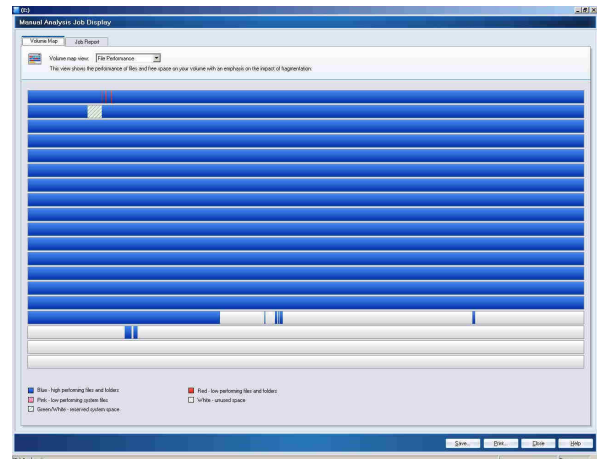 (E:)
Manual Analysis Job Display
Volume Map Job Report
Volume map view: File Performance
This view shows the performance of files and free space on your volume with an emphasis on the impact of fragmentation.
Blue - high performing files and folders Red - low performing files and folders
Pink - low performing system files White - unused space
Green/White - reserved system space
Save... Print... Close Help